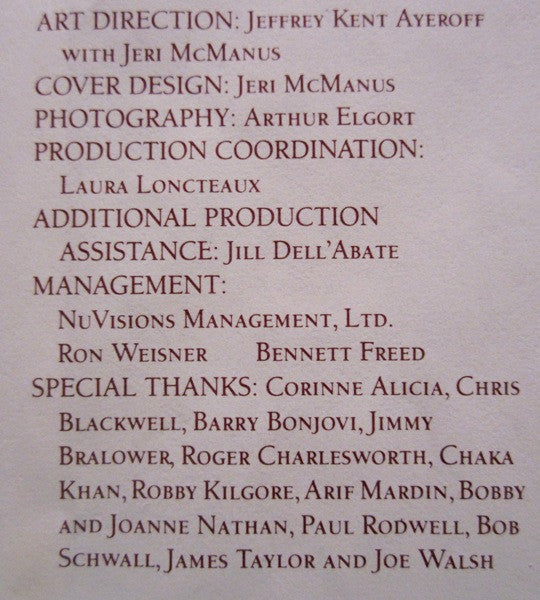 ART DIRECTION: JEFFREY KENT AYEROFF
WITH JERI MCMANUS
COVER DESIGN: JERI MCMANUS
PHOTOGRAPHY: ARTHUR ELGORT
PRODUCTION COORDINATION:
LAURA LONCTEAUX
ADDITIONAL PRODUCTION
ASSISTANCE: JILL DELL'ABATE
MANAGEMENT:
NUVISIONS MANAGEMENT, LTD.
RON WEISNER BENNETT FREED
SPECIAL THANKS: CORINNE ALICIA, CHRIS
BLACKWELL, BARRY BONJOVI, JIMMY
BRALOWER, ROGER CHARLESWORTH, CHAKA
KHAN, ROBBY KILGORE, ARIF MARDIN, BOBBY
AND JOANNE NATHAN, PAUL RODWELL, BOB
SCHWALL, JAMES TAYLOR AND JOE WALSH